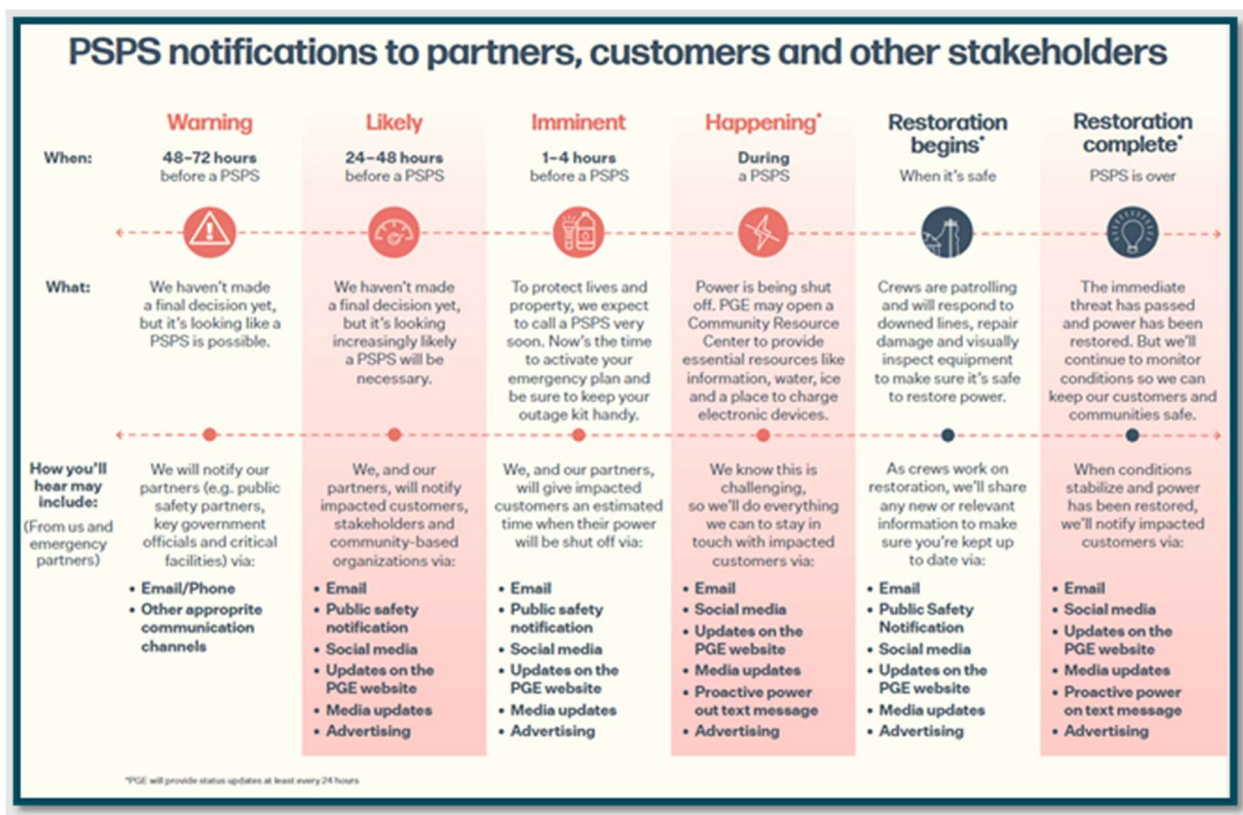 PSPS notifications to partners, customers and other stakeholders
When:
Warning
48–72 hours
before a PSPS
Likely
24–48 hours
before a PSPS
Imminent
1–4 hours
before a PSPS
Happening*
During
a PSPS
Restoration
begins*
When it's safe
Restoration
complete*
PSPS is over
What:
We haven't made
a final decision yet,
but it's looking like a
PSPS is possible.
We haven't made
a final decision yet,
but it's looking
increasingly likely
a PSPS will be
necessary.
To protect lives and
property, we expect
to call a PSPS very
soon. Now's the time
to activate your
emergency plan and
be sure to keep your
outage kit handy.
Power is being shut
off. PGE may open a
Community Resource
Center to provide
essential resources like
information, water, ice
and a place to charge
electronic devices.
Crews are patrolling
and will respond to
downed lines, repair
damage and visually
inspect equipment
to make sure it's safe
to restore power.
The immediate
threat has passed
and power has been
restored. But we'll
continue to monitor
conditions so we can
keep our customers and
communities safe.
How you'll
hear may
include:
(From us and
emergency
partners)
We will notify our
partners (e.g. public
safety partners,
key government
officials and critical
facilities) via:
• Email/Phone
• Other approprite
communication
channels
We, and our
partners, will notify
impacted customers,
stakeholders and
community-based
organizations via:
• Email
• Public safety
notification
• Social media
• Updates on the
PGE website
• Media updates
• Advertising
We, and our partners,
will give impacted
customers an estimated
time when their power
will be shut off via:
• Email
• Public safety
notification
• Social media
• Updates on the
PGE website
• Media updates
• Advertising
We know this is
challenging,
so we'll do everything
we can to stay in
touch with impacted
customers via:
• Email
• Social media
• Updates on the
PGE website
• Media updates
• Proactive power
out text message
• Advertising
As crews work on
restoration, we'll share
any new or relevant
information to make
sure you're kept up
to date via:
• Email
• Public Safety
Notification
• Social media
• Updates on the
PGE website
• Media updates
• Advertising
When conditions
stabilize and power
has been restored,
we'll notify impacted
customers via:
• Email
• Social media
• Updates on the
PGE website
• Media updates
• Proactive power
on text message
• Advertising
*PGE will provide status updates at least every 24 hours